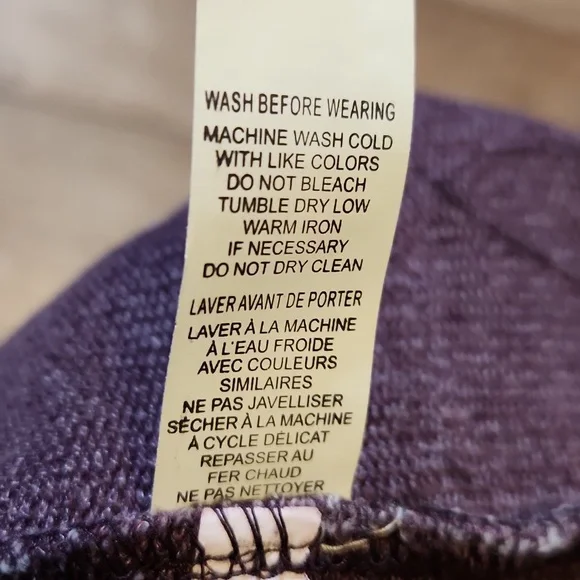 WASH BEFORE WEARING
MACHINE WASH COLD
WITH LIKE COLORS
DO NOT BLEACH
TUMBLE DRY LOW
WARM IRON
IF NECESSARY
DO NOT DRY CLEAN
LAVER AVANT DE PORTER
LAVER À LA MACHINE
À L'EAU FROIDE
AVEC COULEURS
SIMILAIRES
NE PAS JAVELLISER
SÉCHER À LA MACHINE
À CYCLE DÉLICAT
REPASSER AU
FER CHAUD
NE PAS NETTOYER